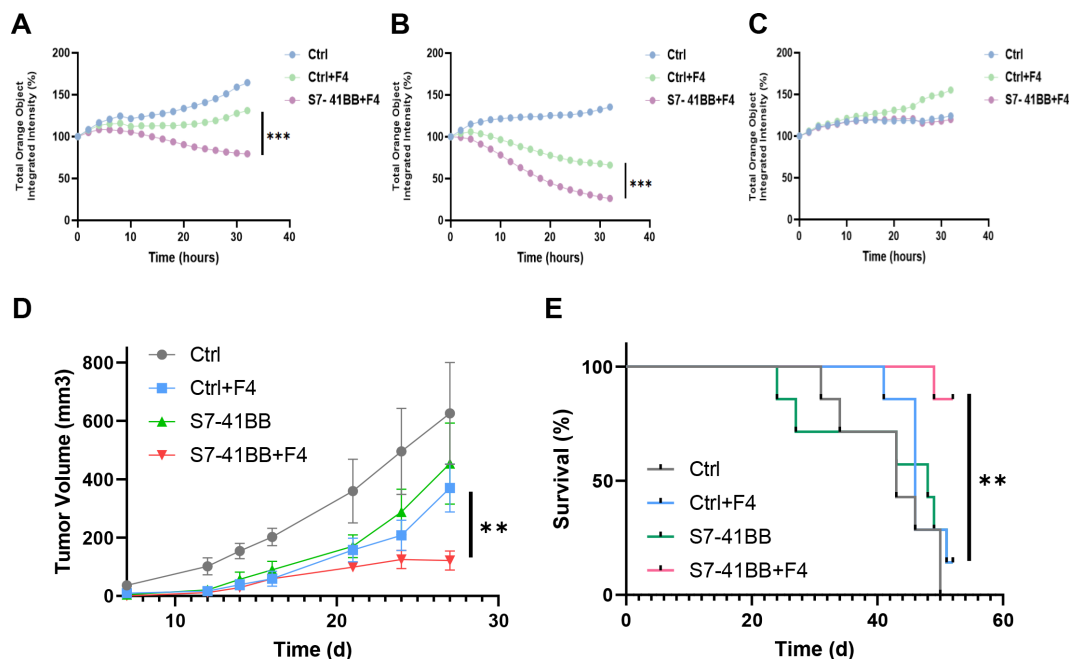 A
Total Orange Object
Integrated Intensity (%)
200
150
100
50
0
0
10
20
30
40
Time (hours)
Ctrl
Ctrl+F4
S7- 41BB+F4
***
B
Total Orange Object
Integrated Intensity (%)
200
150
100
50
0
0
10
20
30
40
Time (hours)
Ctrl
Ctrl+F4
S7- 41BB+F4
***
C
Total Orange Object
Integrated Intensity (%)
200
150
100
50
0
0
10
20
30
40
Time (hours)
Ctrl
Ctrl+F4
S7- 41BB+F4
D
Tumor Volume (mm3)
800
600
400
200
0
10
20
30
Time (d)
Ctrl
Ctrl+F4
S7-41BB
S7-41BB+F4
**
E
Survival (%)
100
50
0
0
20
40
60
Time (d)
Ctrl
Ctrl+F4
S7-41BB
S7-41BB+F4
**